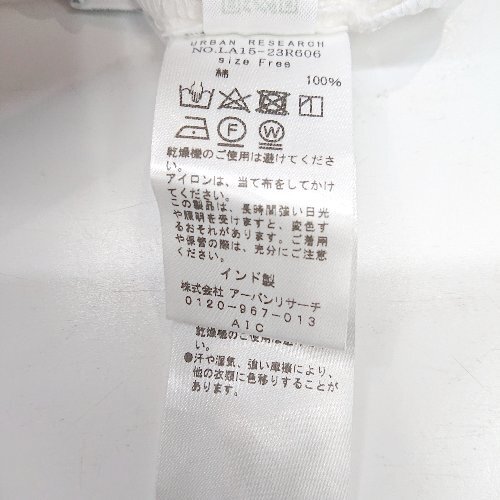 URBAN RESEARCH
NO.LA15-23R606
size Free
綿 100%
F W
乾燥機のご使用は避けてくださ
い。
アイロンは、当て布をしてかけ
てください。
この製品は、長時間強い日光
や照明を受けますと、変色す
るおそれがあります。ご着用
や保管の際は、充分にご注意
ください。
インド製
株式会社 アーバンリサーチ
0120-967-013
AIC
い。
●汗や湿気、強い摩擦により、
他の衣類に色移りすることが
あります。